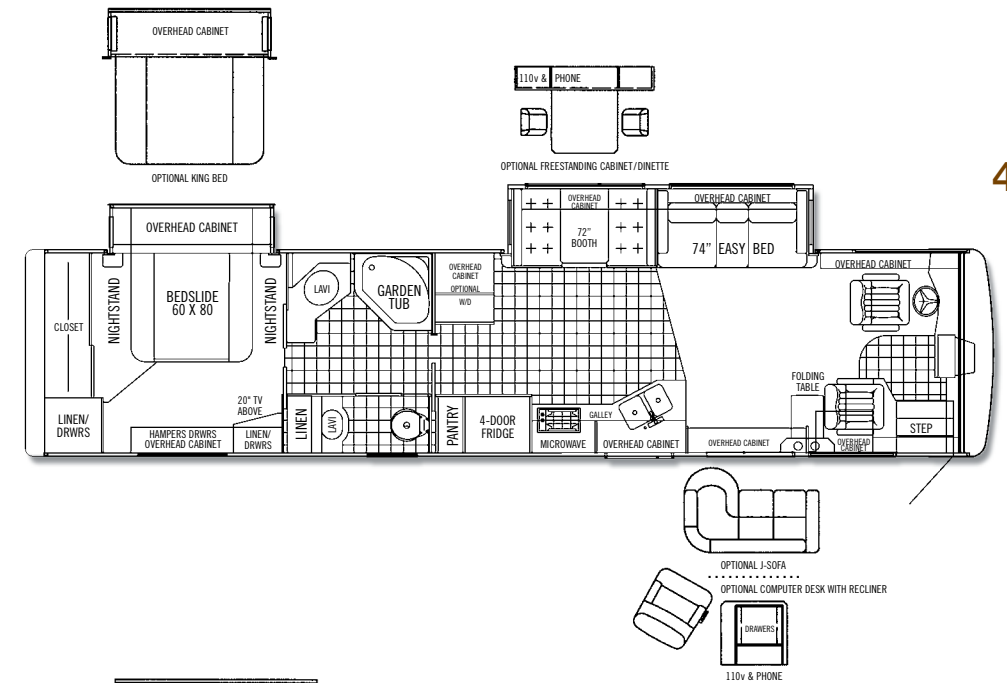 OVERHEAD CABINET
OPTIONAL KING BED
110v & PHONE
OPTIONAL FREESTANDING CABINET/DINETTE
4
OVERHEAD CABINET
NIGHTSTAND
BEDSLIDE
60 X 80
NIGHTSTAND
CLOSET
LINEN/
DRWRS
20" TV
ABOVE
HAMPERS DRWRS
OVERHEAD CABINET
LINEN/
DRWRS
LAVI
GARDEN
TUB
LINEN
LAVI
OVERHEAD
CABINET
OPTIONAL
W/D
PANTRY
4-DOOR
FRIDGE
MICROWAVE
GALLEY
OVERHEAD CABINET
OVERHEAD
CABINET
72"
BOOTH
OVERHEAD CABINET
74” EASY BED
OVERHEAD CABINET
FOLDING
TABLE
OVERHEAD CABINET
OVERHEAD
CABINET
STEP
OPTIONAL J-SOFA
OPTIONAL COMPUTER DESK WITH RECLINER
DRAWERS
110v & PHONE